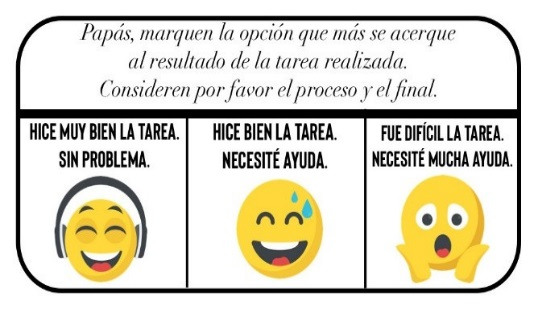 Papás, marquen la opción que más se acerque
al resultado de la tarea realizada.
Consideren por favor el proceso y el final.
HICE MUY BIEN LA TAREA.
SIN PROBLEMA.
HICE BIEN LA TAREA.
NECESITÉ AYUDA.
FUE DIFÍCIL LA TAREA.
NECESITÉ MUCHA AYUDA.